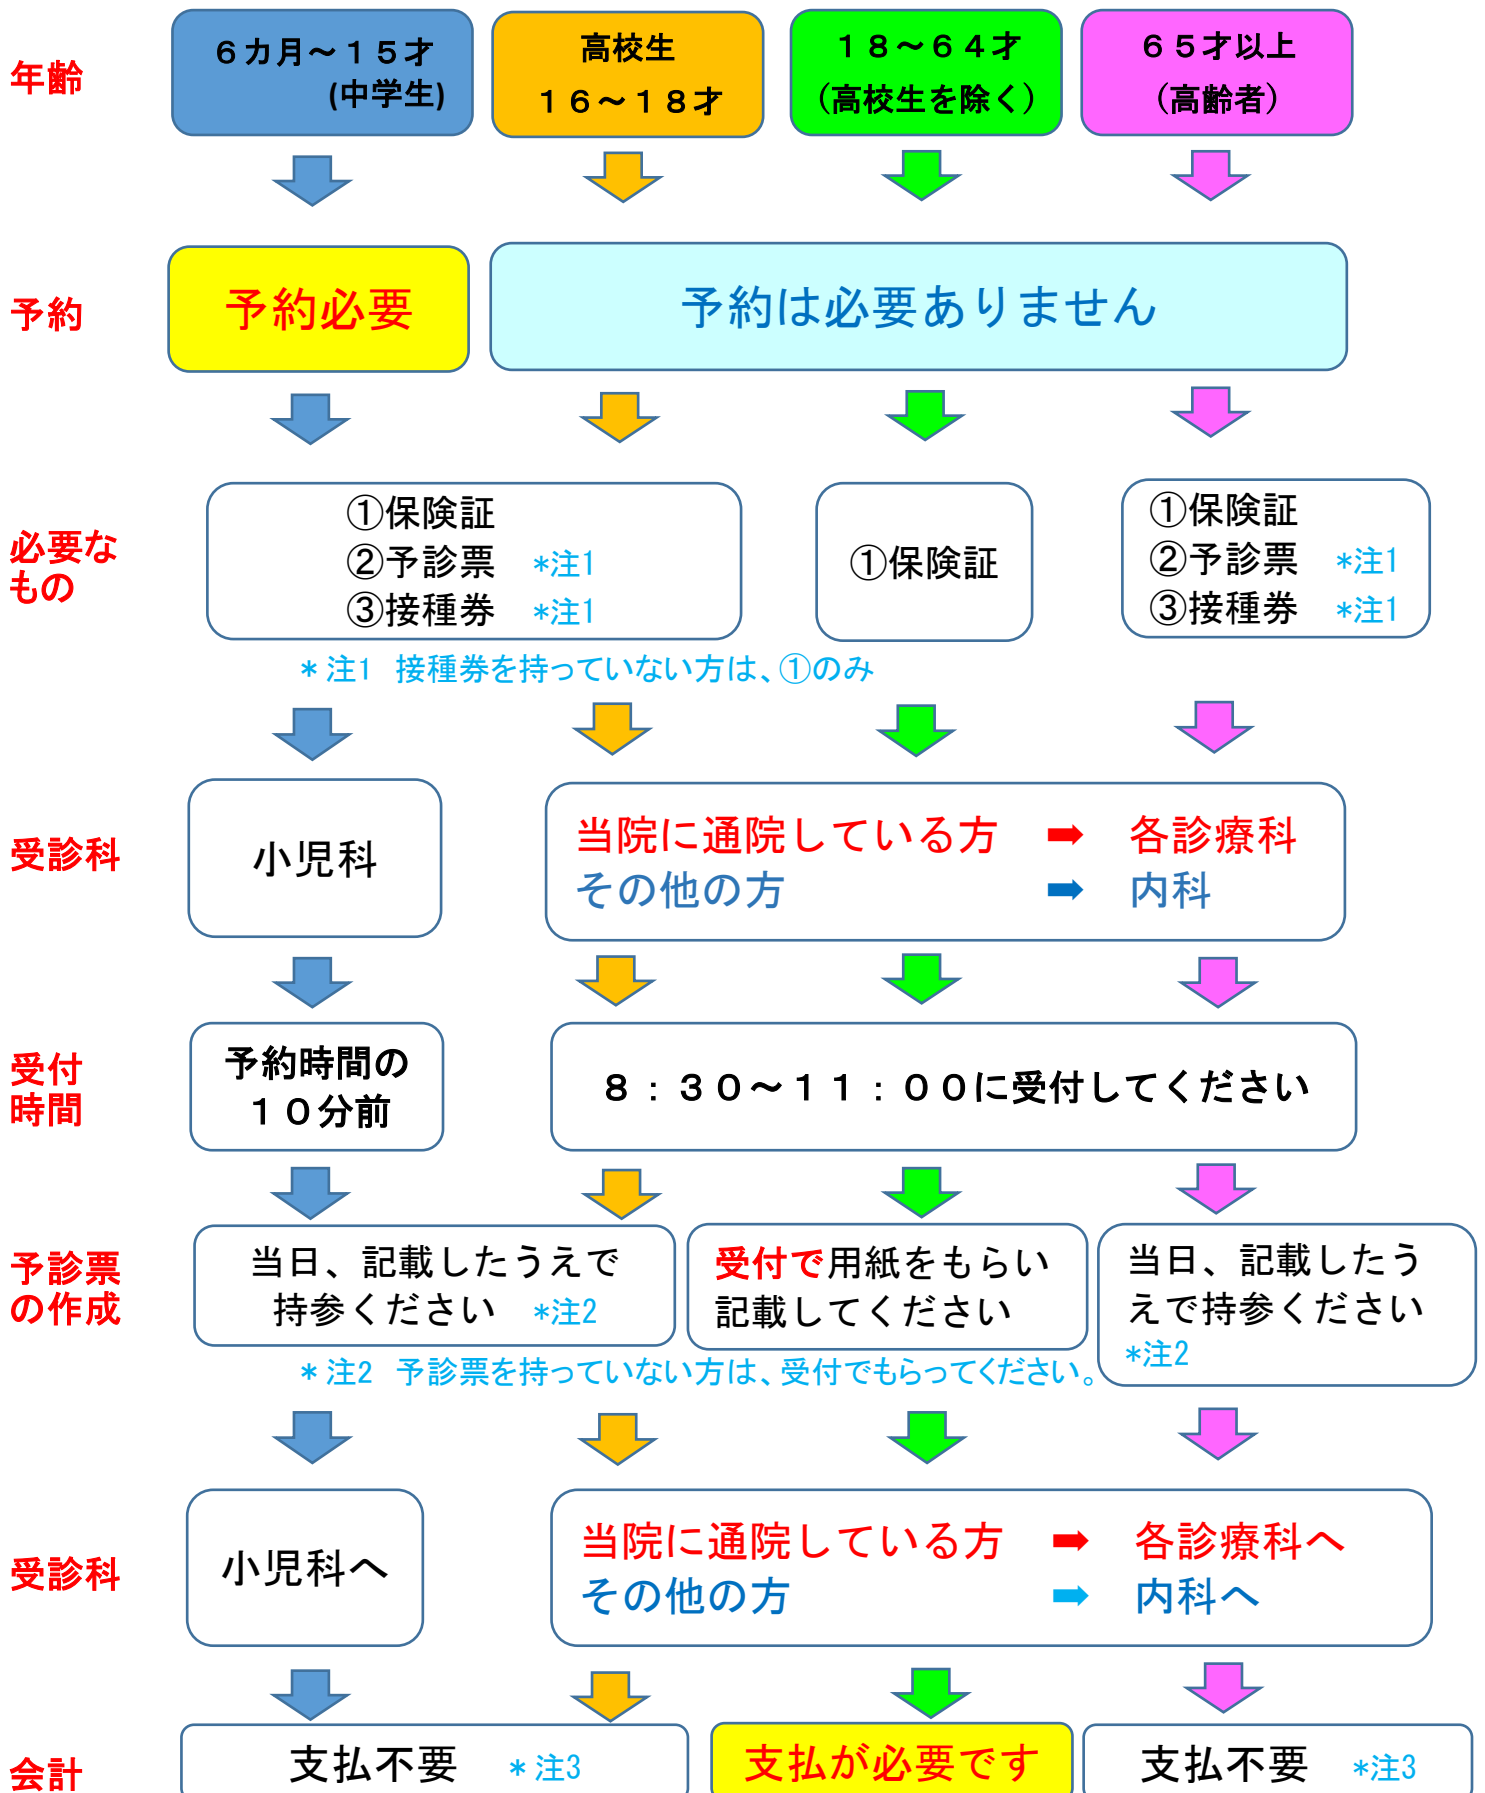 年齢
６カ月～１５才
(中学生)
高校生
１６～１８才
１８～６４才
（高校生を除く）
６５才以上
（高齢者）
予約
予約必要
予約は必要ありません
必要な
もの
①保険証
②予診票 *注1
③接種券 *注1
①保険証
①保険証
②予診票 *注1
③接種券 *注1
*注1 接種券を持っていない方は、①のみ
受診科
小児科
当院に通院している方 ➡ 各診療科
その他の方 ➡ 内科
受付
時間
予約時間の
１０分前
８：３０～１１：００に受付してください
予診票
の作成
当日、記載したうえで
持参ください *注2
受付で用紙をもらい
記載してください
当日、記載したう
えで持参ください
*注2
*注2 予診票を持っていない方は、受付でもらってください。
受診科
小児科へ
当院に通院している方 ➡ 各診療科へ
その他の方 ➡ 内科へ
会計
支払不要 *注3
支払が必要です
支払不要 *注3